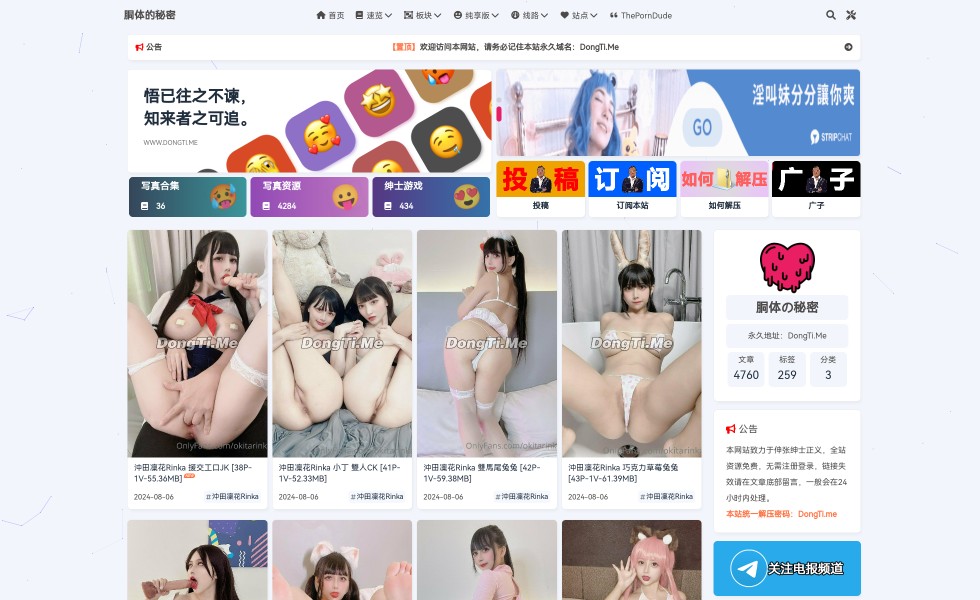 胴体的秘密
首页
速览
板块
纯享版
线路
站点
ThePornDude
公告
【置顶】欢迎访问本网站，请务必记住本站永久域名：DongTi.Me
悟已往之不谏，
知来者之可追。
WWW.DONGTI.ME
淫叫妹分分讓你爽
GO
STRIPCHAT
写真合集
36
写真资源
4284
绅士游戏
434
投稿
订阅
如何解压
广子
投稿
订阅本站
如何解压
广子
DongTi.Me
DongTi.Me
DongTi.Me
DongTi.Me
OnlyFans.com/okitarink
OnlyFans.com/okitarink
沖田凜花Rinka 援交工口JK [38P-
1V-55.36MB]
2024-08-06
#沖田凜花Rinka
沖田凜花Rinka 小丁 雙人CK [41P-
1V-52.33MB]
2024-08-06
#沖田凜花Rinka
沖田凜花Rinka 雙馬尾兔兔 [42P-
1V-59.38MB]
2024-08-06
#沖田凜花Rinka
沖田凜花Rinka 巧克力草莓兔兔
[43P-1V-61.39MB]
2024-08-06
#沖田凜花Rinka
胴体の秘密
永久地址：DongTi.Me
文章
4760
标签
259
分类
3
公告
本网站致力于伸张绅士正义，全站
资源免费，无需注册登录，链接失
效请在文章底部留言，一般会在24
小时内处理。
本站统一解压密码：DongTi.me
关注电报频道